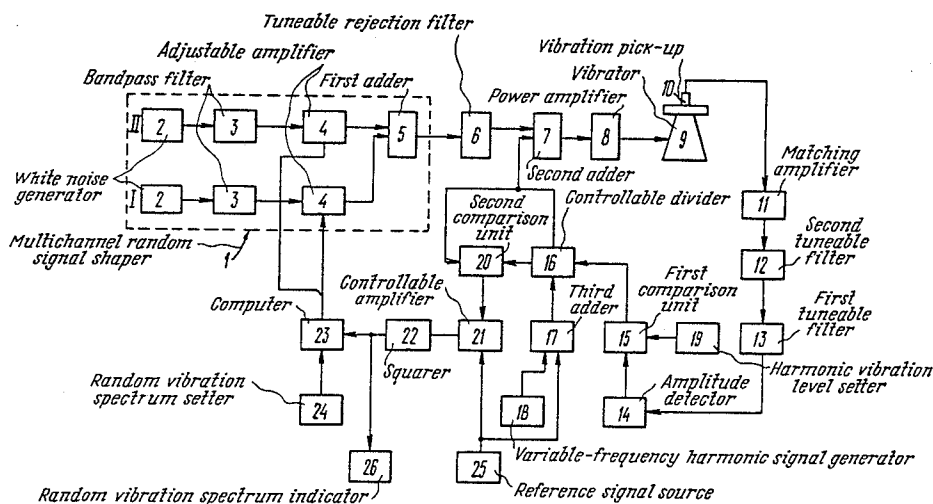 Tuneable rejection filter
Vibration pick-up
Adjustable amplifier
Vibrator
10
Bandpass filter
First adder
Power amplifier
II
2
3
4
5
6
7
8
9
White noise
generator
Second adder
Matching
amplifier
I
2
3
4
11
Second
comparison
unit
Controllable divider
Second
tuneable
filter
Multichannel random
signal shaper
1
20
16
12
Controllable
amplifier
First comparison
unit
First
tuneable
filter
Computer
Third adder
23
22
21
17
15
19
13
Squarer
Harmonic vibration
level setter
Random vibration
spectrum setter
24
18
14
Amplitude
detector
26
25
Variable-frequency harmonic signal generator
Random vibration spectrum indicator
Reference signal source